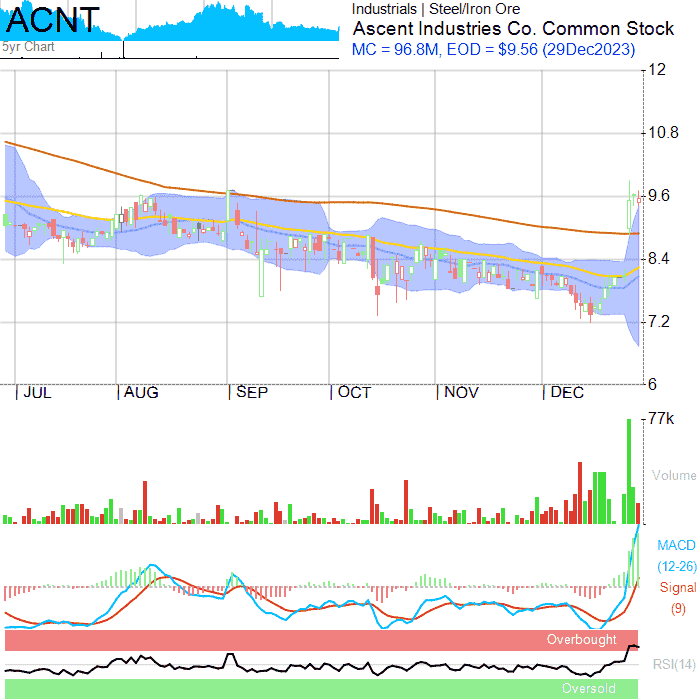 ACNT
5yr Chart
Industrials | Steel/Iron Ore
Ascent Industries Co. Common Stock
MC = 96.8M, EOD = $9.56 (29Dec2023)
12
10.8
9.6
8.4
7.2
6
JUL AUG SEP OCT NOV DEC
77k
Volume
MACD
(12-26)
Signal
(9)
Overbought
RSI(14)
Oversold